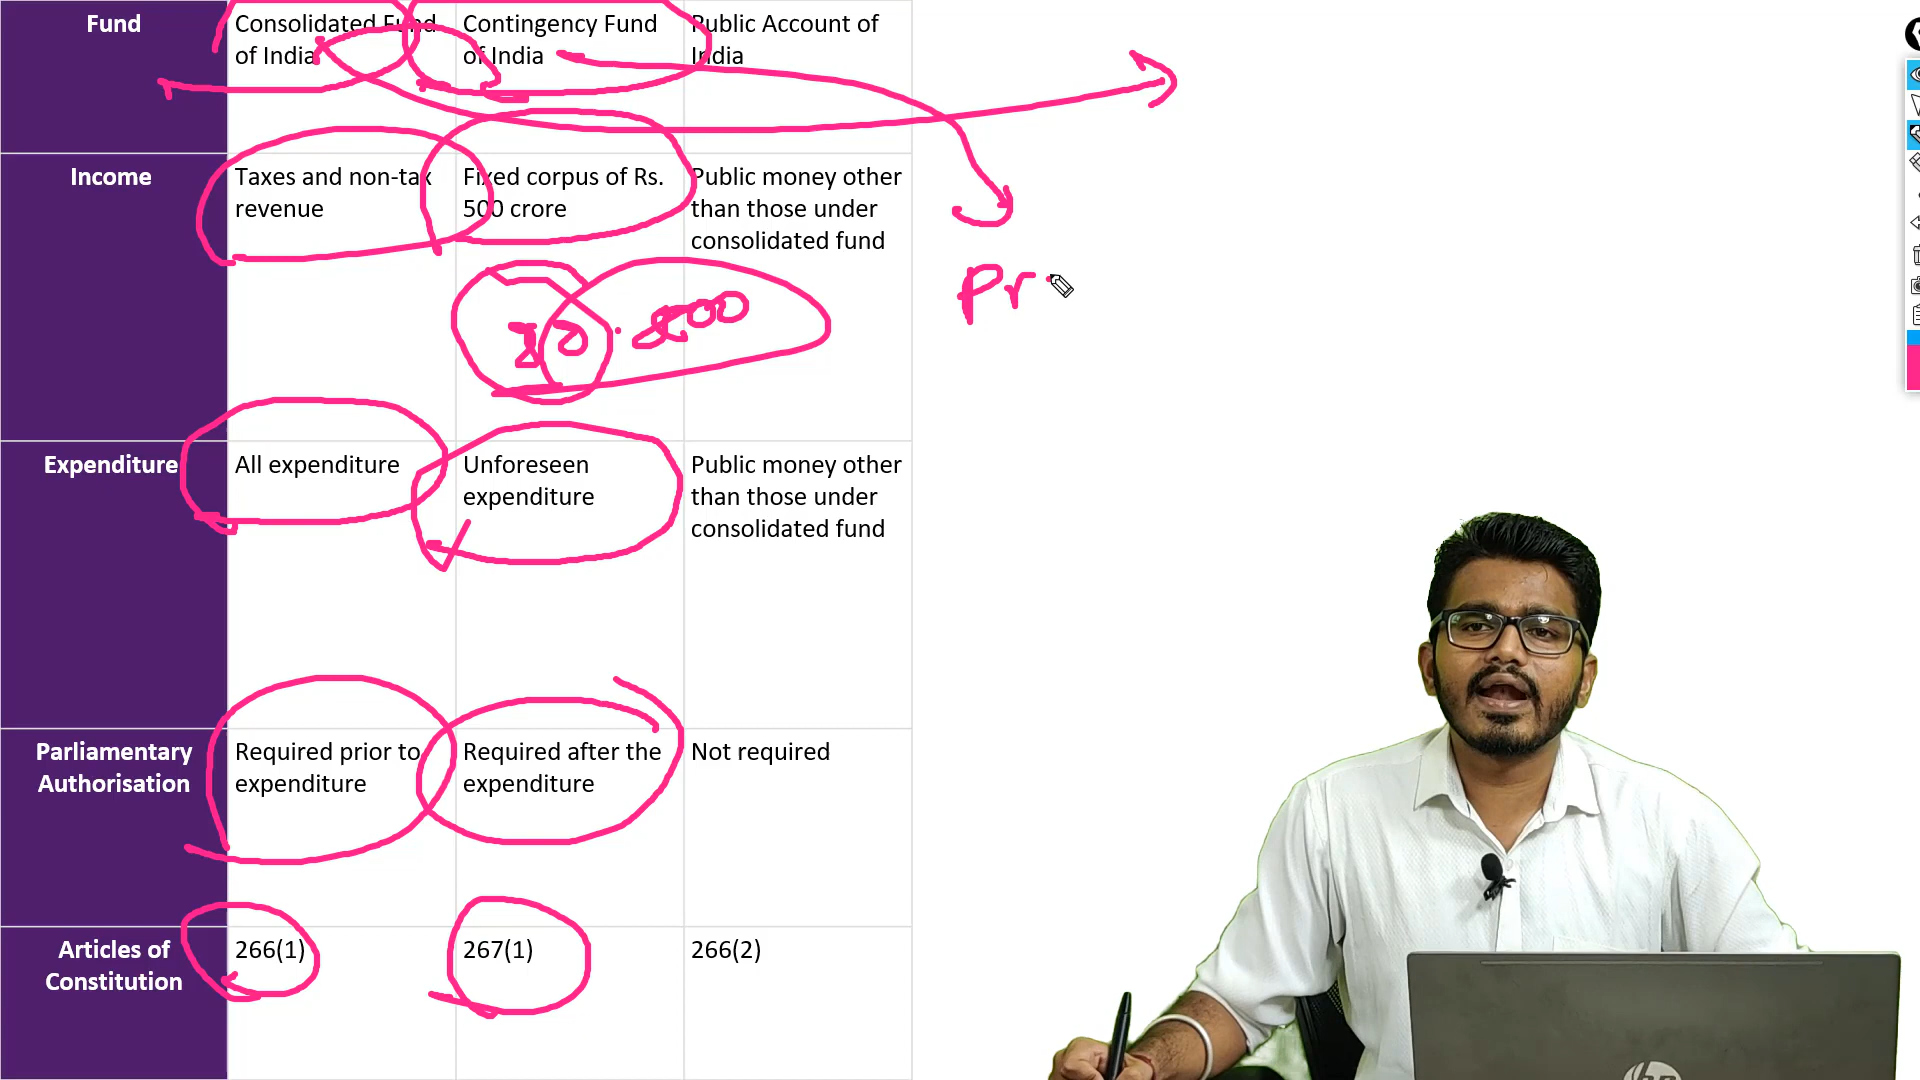 Fund
Consolidated Fund
of India
Contingency Fund
of India
Public Account of
India
Income
Taxes and non-tax
revenue
Fixed corpus of Rs.
500 crore
Public money other
than those under
consolidated fund
500
Pr
Expenditure
All expenditure
Unforeseen
expenditure
Public money other
than those under
consolidated fund
Parliamentary
Authorisation
Required prior to
expenditure
Required after the
expenditure
Not required
Articles of
Constitution
266(1)
267(1)
266(2)
hp